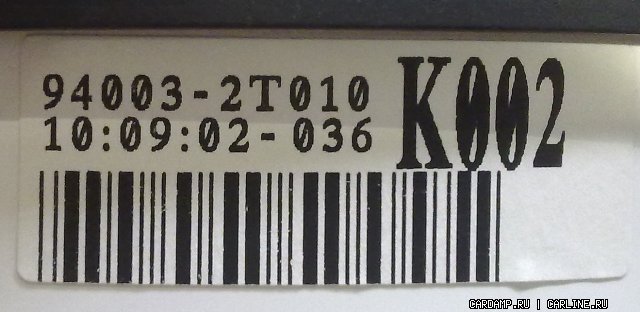 94003-2T010
10:09:02-036
K002
CARDAMP.RU | CARLINE.RU